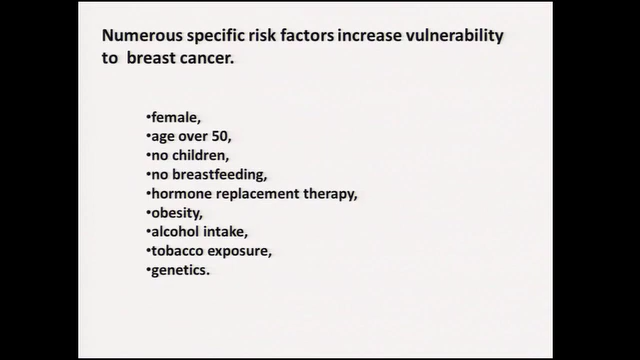 Numerous specific risk factors increase vulnerability
to breast cancer.
•female,
•age over 50,
•no children,
•no breastfeeding,
•hormone replacement therapy,
•obesity,
•alcohol intake,
•tobacco exposure,
•genetics.